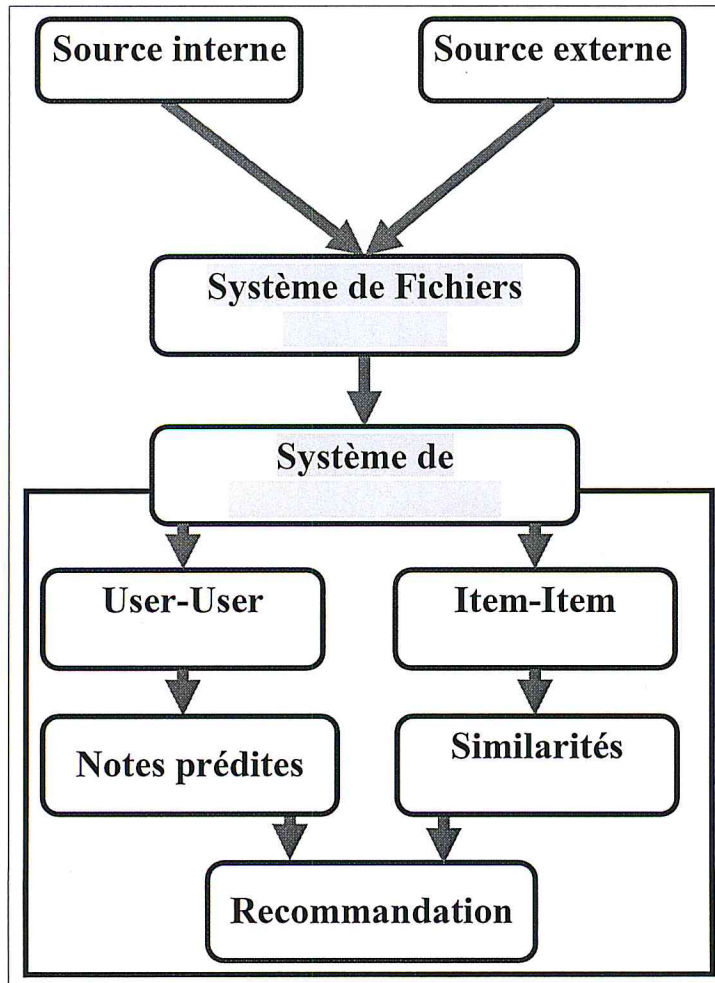 Source interne
Source externe
Système de Fichiers
Système de
User-User
Item-Item
Notes prédites
Similarités
Recommandation